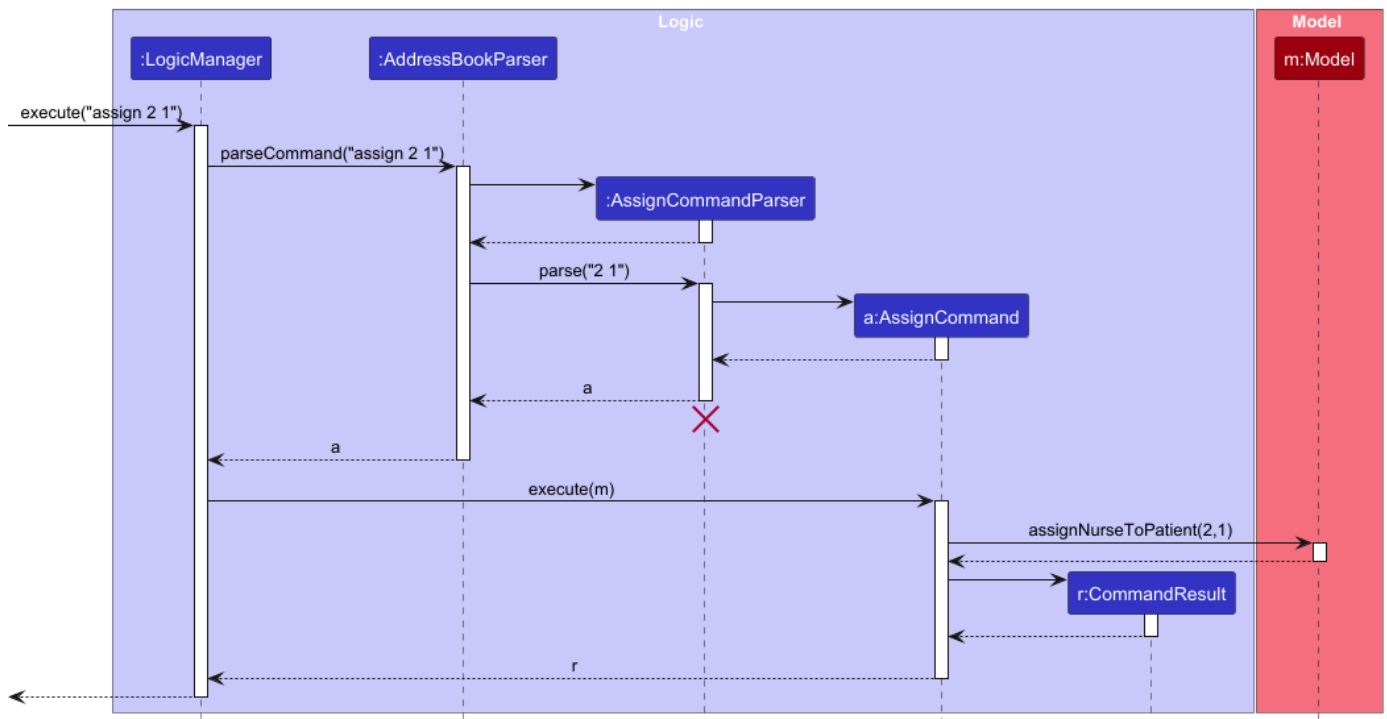 Logic
Model
:LogicManager
:AddressBookParser
m:Model
execute("assign 2 1")
parseCommand("assign 2 1")
:AssignCommandParser
parse("2 1")
a:AssignCommand
a
a
execute(m)
assignNurseToPatient(2,1)
r:CommandResult
r